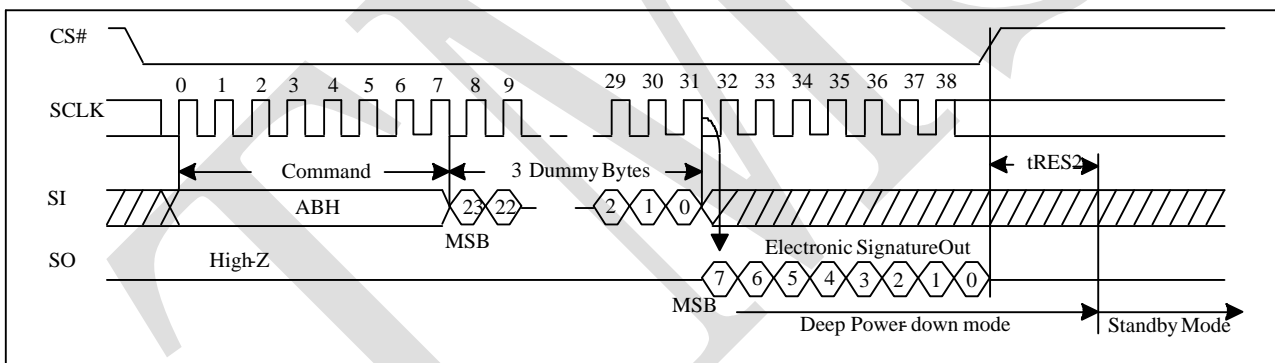 CS#
0 1 2 3 4 5 6 7 8 9 29 30 31 32 33 34 35 36 37 38
SCLK
Command 3 Dummy Bytes tRES2
SI ABH 23 22 2 1 0
MSB
SO High-Z Electronic Signature Out
7 6 5 4 3 2 1 0
MSB Deep Power-down mode Standby Mode